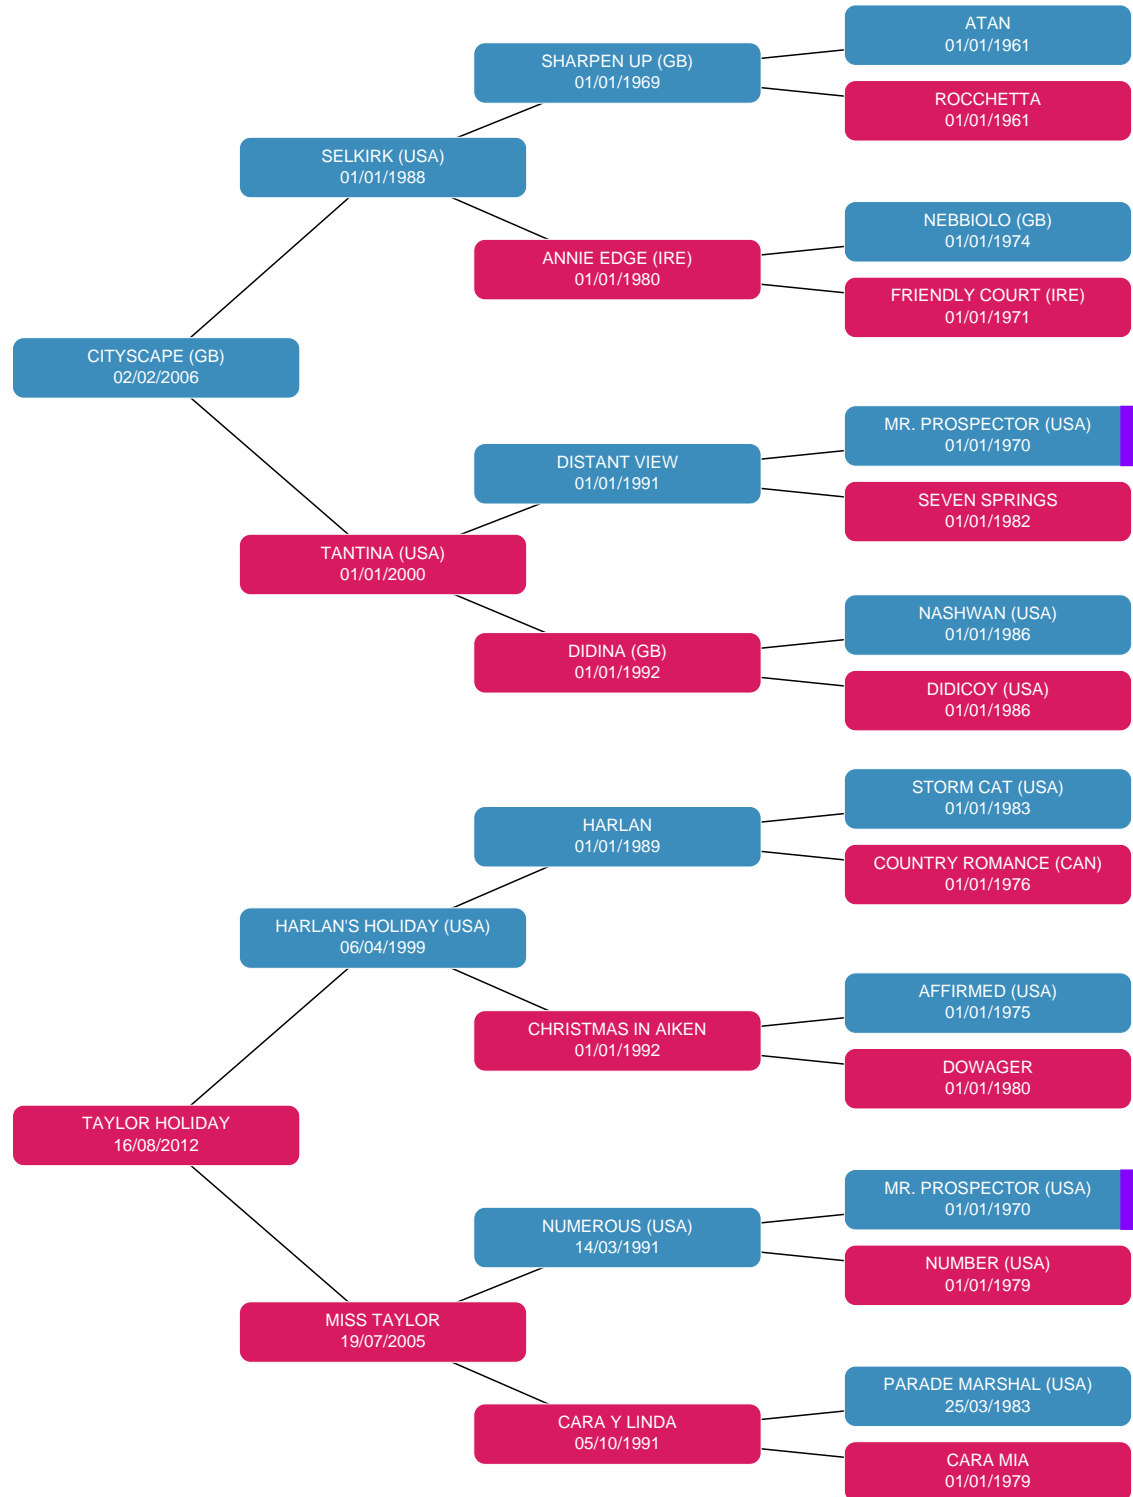 ATAN
01/01/1961
SHARPEN UP (GB)
01/01/1969
ROCCHETTA
01/01/1961
SELKIRK (USA)
01/01/1988
NEBBIOLO (GB)
01/01/1974
ANNIE EDGE (IRE)
01/01/1980
FRIENDLY COURT (IRE)
01/01/1971
CITYSCAPE (GB)
02/02/2006
MR. PROSPECTOR (USA)
01/01/1970
DISTANT VIEW
01/01/1991
SEVEN SPRINGS
01/01/1982
TANTINA (USA)
01/01/2000
NASHWAN (USA)
01/01/1986
DIDINA (GB)
01/01/1992
DIDICOY (USA)
01/01/1986
STORM CAT (USA)
01/01/1983
HARLAN
01/01/1989
COUNTRY ROMANCE (CAN)
01/01/1976
HARLAN'S HOLIDAY (USA)
06/04/1999
AFFIRMED (USA)
01/01/1975
CHRISTMAS IN AIKEN
01/01/1992
DOWAGER
01/01/1980
TAYLOR HOLIDAY
16/08/2012
MR. PROSPECTOR (USA)
01/01/1970
NUMEROUS (USA)
14/03/1991
NUMBER (USA)
01/01/1979
MISS TAYLOR
19/07/2005
PARADE MARSHAL (USA)
25/03/1983
CARA Y LINDA
05/10/1991
CARA MIA
01/01/1979